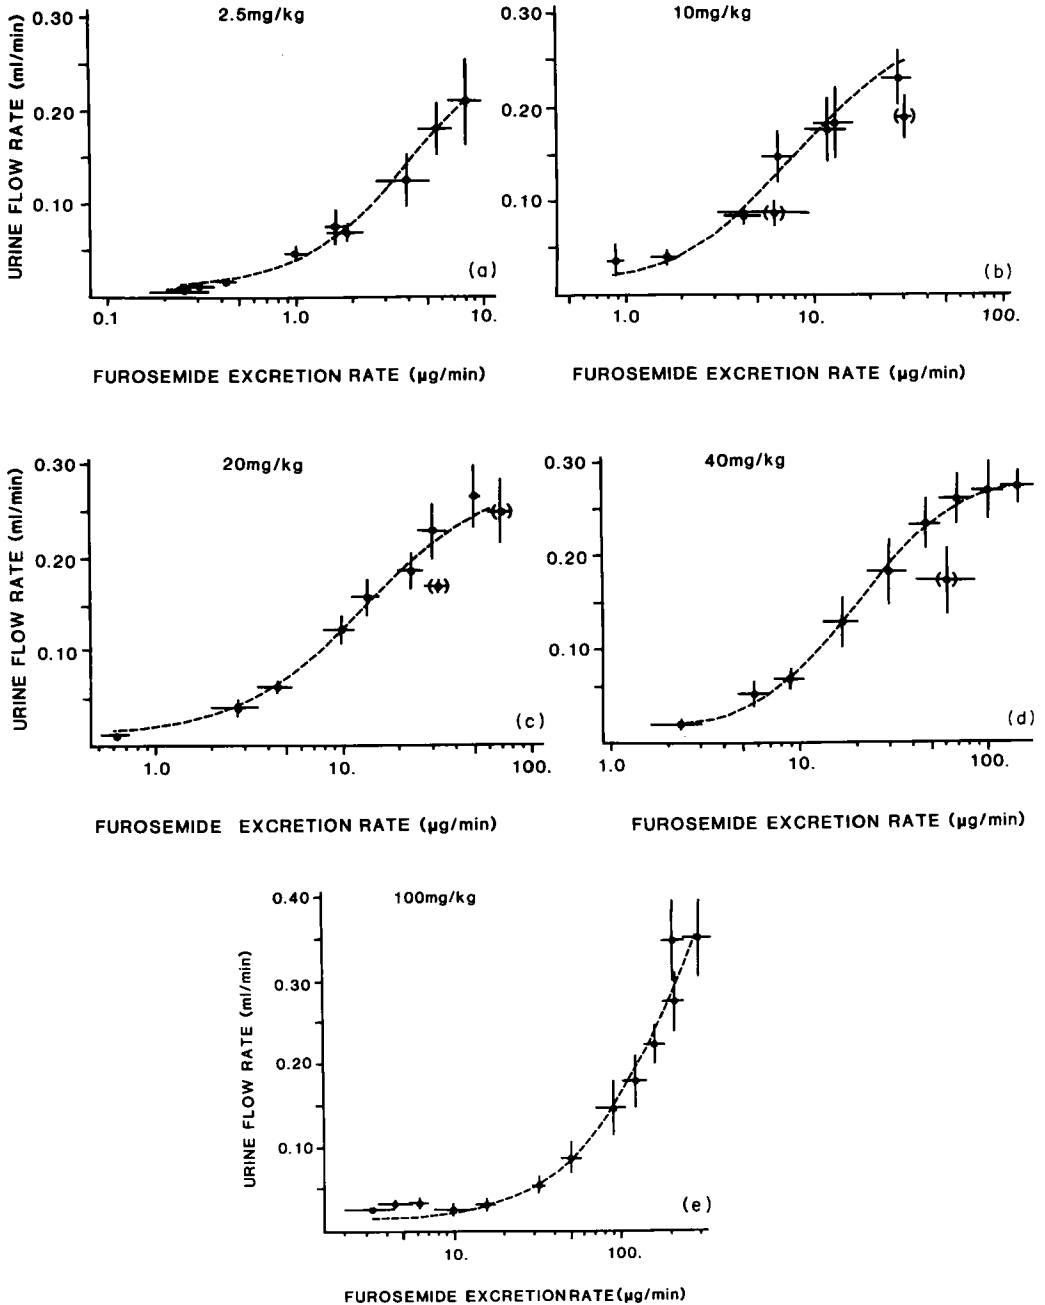 2.5mg/kg
URINE FLOW RATE (ml/min)
0.30
0.20
0.10
(a)
0.1
1.0
10.
FUROSEMIDE EXCRETION RATE (µg/min)
10mg/kg
0.30
0.20
0.10
(b)
1.0
10.
100.
FUROSEMIDE EXCRETION RATE (µg/min)
20mg/kg
URINE FLOW RATE (ml/min)
0.30
0.20
0.10
(c)
1.0
10.
100.
FUROSEMIDE EXCRETION RATE (µg/min)
40mg/kg
0.30
0.20
0.10
(d)
1.0
10.
100.
FUROSEMIDE EXCRETION RATE (µg/min)
100mg/kg
URINE FLOW RATE (ml/min)
0.40
0.30
0.20
0.10
(e)
10.
100.
FUROSEMIDE EXCRETION RATE (µg/min)